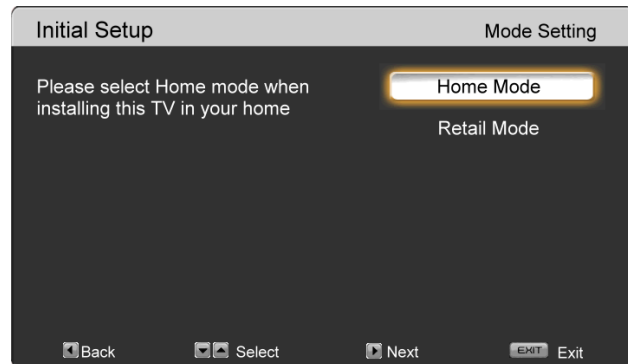 Initial Setup
Mode Setting
Please select Home mode when
installing this TV in your home
Home Mode
Retail Mode
Back
Select
Next
EXIT Exit